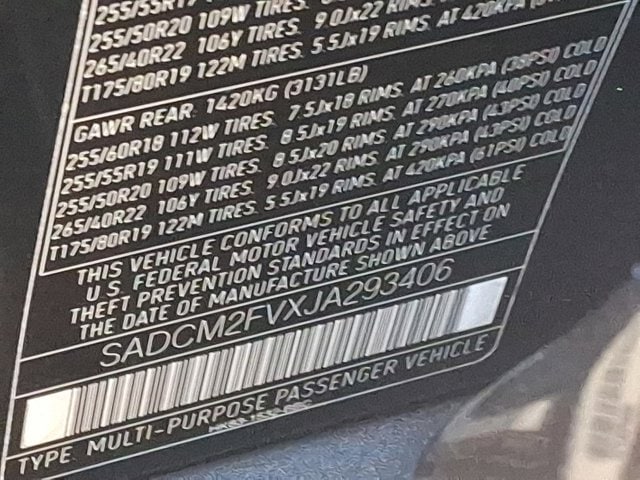 255/55R19
255/50R20 109W TIRES.
265/40R22 106Y TIRES. 9.0Jx22 RIMS.
T175/80R19 122M TIRES. 5.5Jx19 RIMS. AT 420KPA
GAWR REAR: 1420KG (3131LB)
255/60R18 112W TIRES. 7.5Jx18 RIMS. AT 260KPA (38PSI) COLD
255/55R19 111W TIRES. 8.5Jx19 RIMS. AT 270KPA (40PSI) COLD
255/50R20 109W TIRES. 8.5Jx20 RIMS. AT 290KPA (43PSI) COLD
265/40R22 106Y TIRES. 9.0Jx22 RIMS. AT 290KPA (43PSI) COLD
T175/80R19 122M TIRES. 5.5Jx19 RIMS. AT 420KPA (61PSI) COLD
THIS VEHICLE CONFORMS TO ALL APPLICABLE
U.S. FEDERAL MOTOR VEHICLE SAFETY AND
THEFT PREVENTION STANDARDS IN EFFECT ON
THE DATE OF MANUFACTURE SHOWN ABOVE
SADCM2FVXJA293406
TYPE: MULTI-PURPOSE PASSENGER VEHICLE